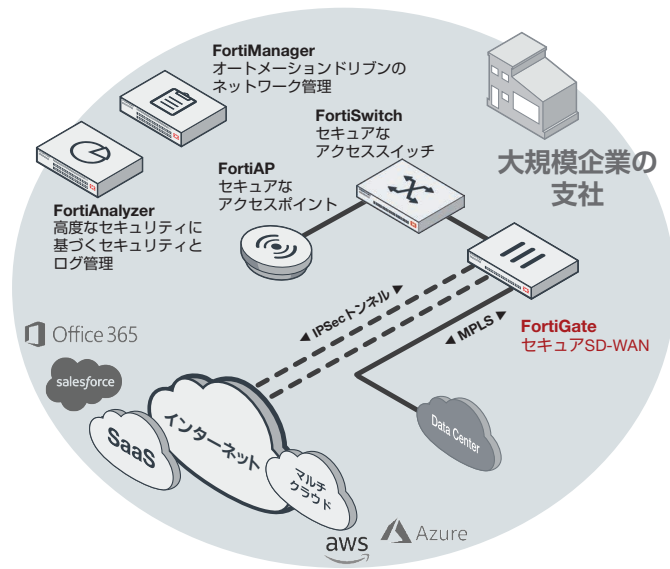 FortiManager
オートメーションドリブンの
ネットワーク管理
FortiSwitch
セキュアな
アクセススイッチ
大規模企業の
支社
FortiAP
セキュアな
アクセスポイント
FortiAnalyzer
高度なセキュリティに
基づくセキュリティと
ログ管理
◀ IPSecトンネル ▶
◀ MPLS ▶
FortiGate
セキュアSD-WAN
Office 365
salesforce
SaaS
インターネット
マルチ
クラウド
Data Center
aws
Azure